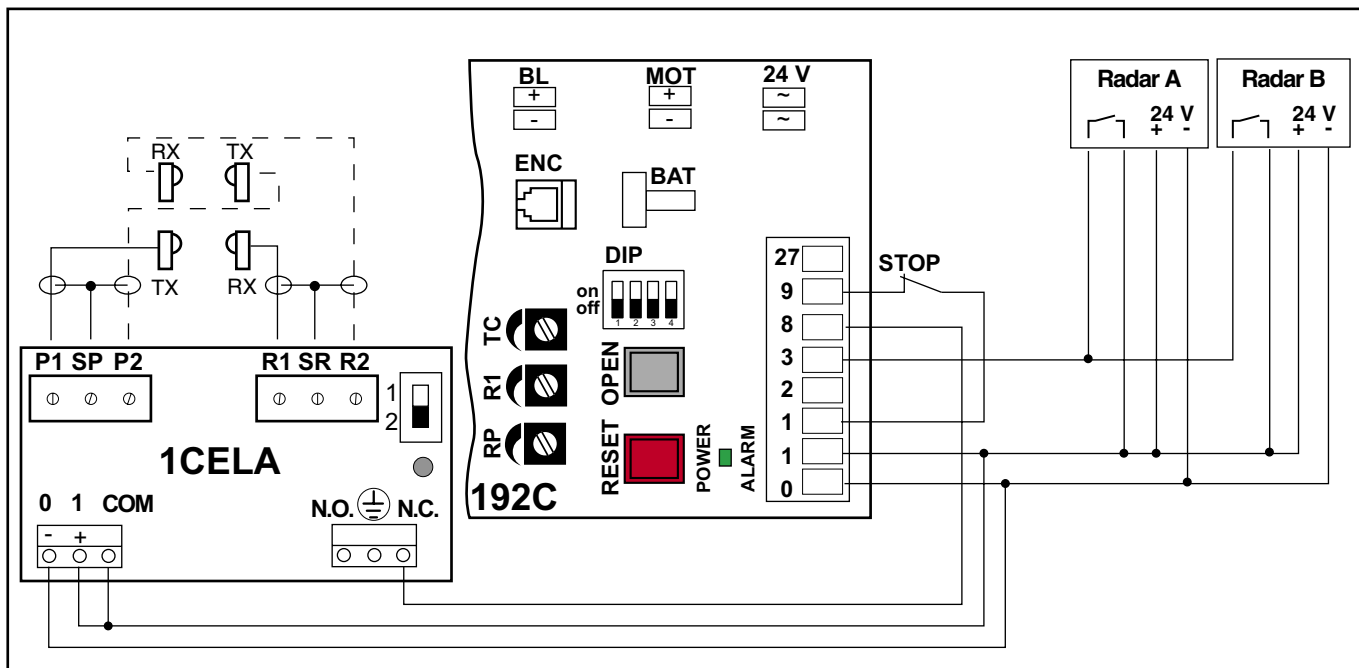 BL
+
-
MOT
+
-
24 V
~
~
Radar A
24 V
+ -
Radar B
24 V
+ -
RX TX
TX RX
ENC
BAT
DIP
on
off
1 2 3 4
TC
R1
RP
OPEN
RESET
POWER
ALARM
192C
27
9
8
3
2
1
1
0
STOP
P1 SP P2
R1 SR R2
1
2
1CELA
0 1 COM
- +
N.O. N.C.